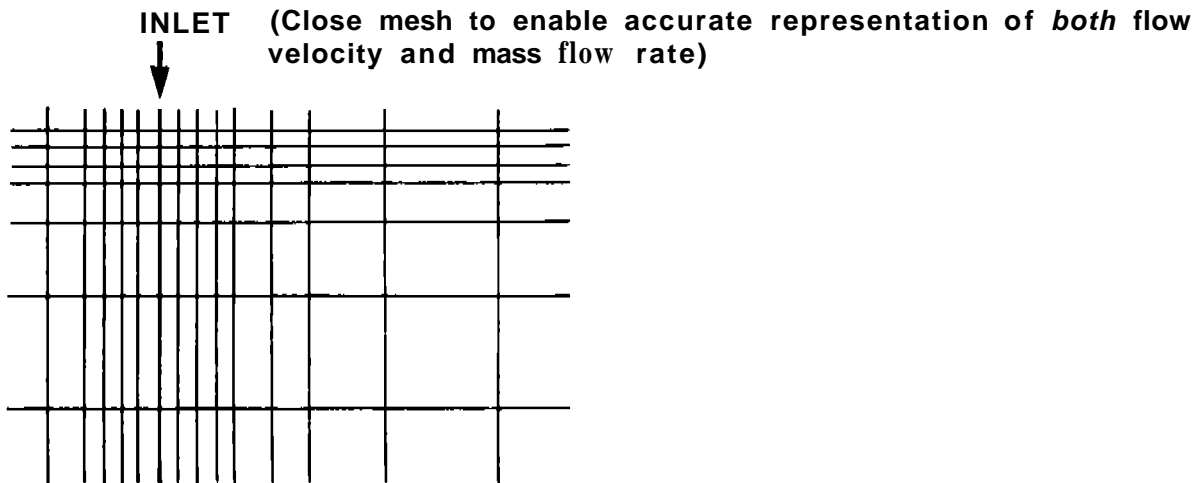 INLET (Close mesh to enable accurate representation of both flow
velocity and mass flow rate)